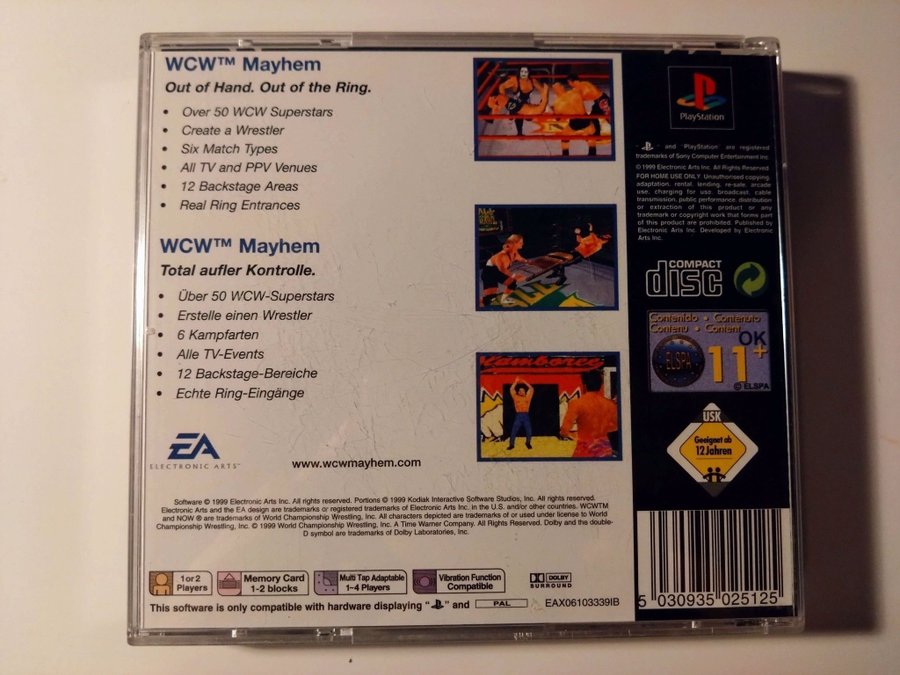 WCW™ Mayhem
Out of Hand. Out of the Ring.
• Over 50 WCW Superstars
• Create a Wrestler
• Six Match Types
• All TV and PPV Venues
• 12 Backstage Areas
• Real Ring Entrances
WCW™ Mayhem
Total aufler Kontrolle.
• Über 50 WCW-Superstars
• Erstelle einen Wrestler
• 6 Kampfarten
• Alle TV-Events
• 12 Backstage-Bereiche
• Echte Ring-Eingänge
EA
ELECTRONIC ARTS™
www.wcwmayhem.com
Software © 1999 Electronic Arts Inc. All rights reserved. Portions © 1999 Kodiak Interactive Software Studios, Inc. All rights reserved.
Electronic Arts and the EA design are trademarks or registered trademarks of Electronic Arts in the U.S. and/or other countries. WCWTM
and NOW ® are trademarks of World Championship Wrestling, Inc. All characters depicted are trademarks of or used under license to World
Championship Wrestling, Inc. © 1999 World Championship Wrestling, Inc. A Time Warner Company. All Rights Reserved. Dolby and the double-
D symbol are trademarks of Dolby Laboratories, Inc.
1 or 2
Players
Memory Card
1-2 blocks
Multi Tap Adaptable
1~4 Players
Vibration Function
Compatible
DOLBY
SURROUND
This software is only compatible with hardware displaying " " and PAL
EAX06103339IB
PlayStation
" " and "PlayStation" are registered
trademarks of Sony Computer Entertainment Inc.
© 1999 Electronic Arts Inc. All Rights Reserved.
FOR HOME USE ONLY. Unauthorised copying,
adaptation, rental, lending, re-sale, arcade
use, charging for use, broadcast, cable
transmission, public performance, distribution
or extraction of this product or any
trademark or copyright work that forms part
of this product are prohibited. Published by
Electronic Arts Inc. Developed by Electronic
Arts Inc.
COMPACT
disc
Contenido • Contenuto
Contenu • Content
ELSPA
11+
OK
© ELSPA
USK
Geeignet ab
12 Jahren
5 030935 025125